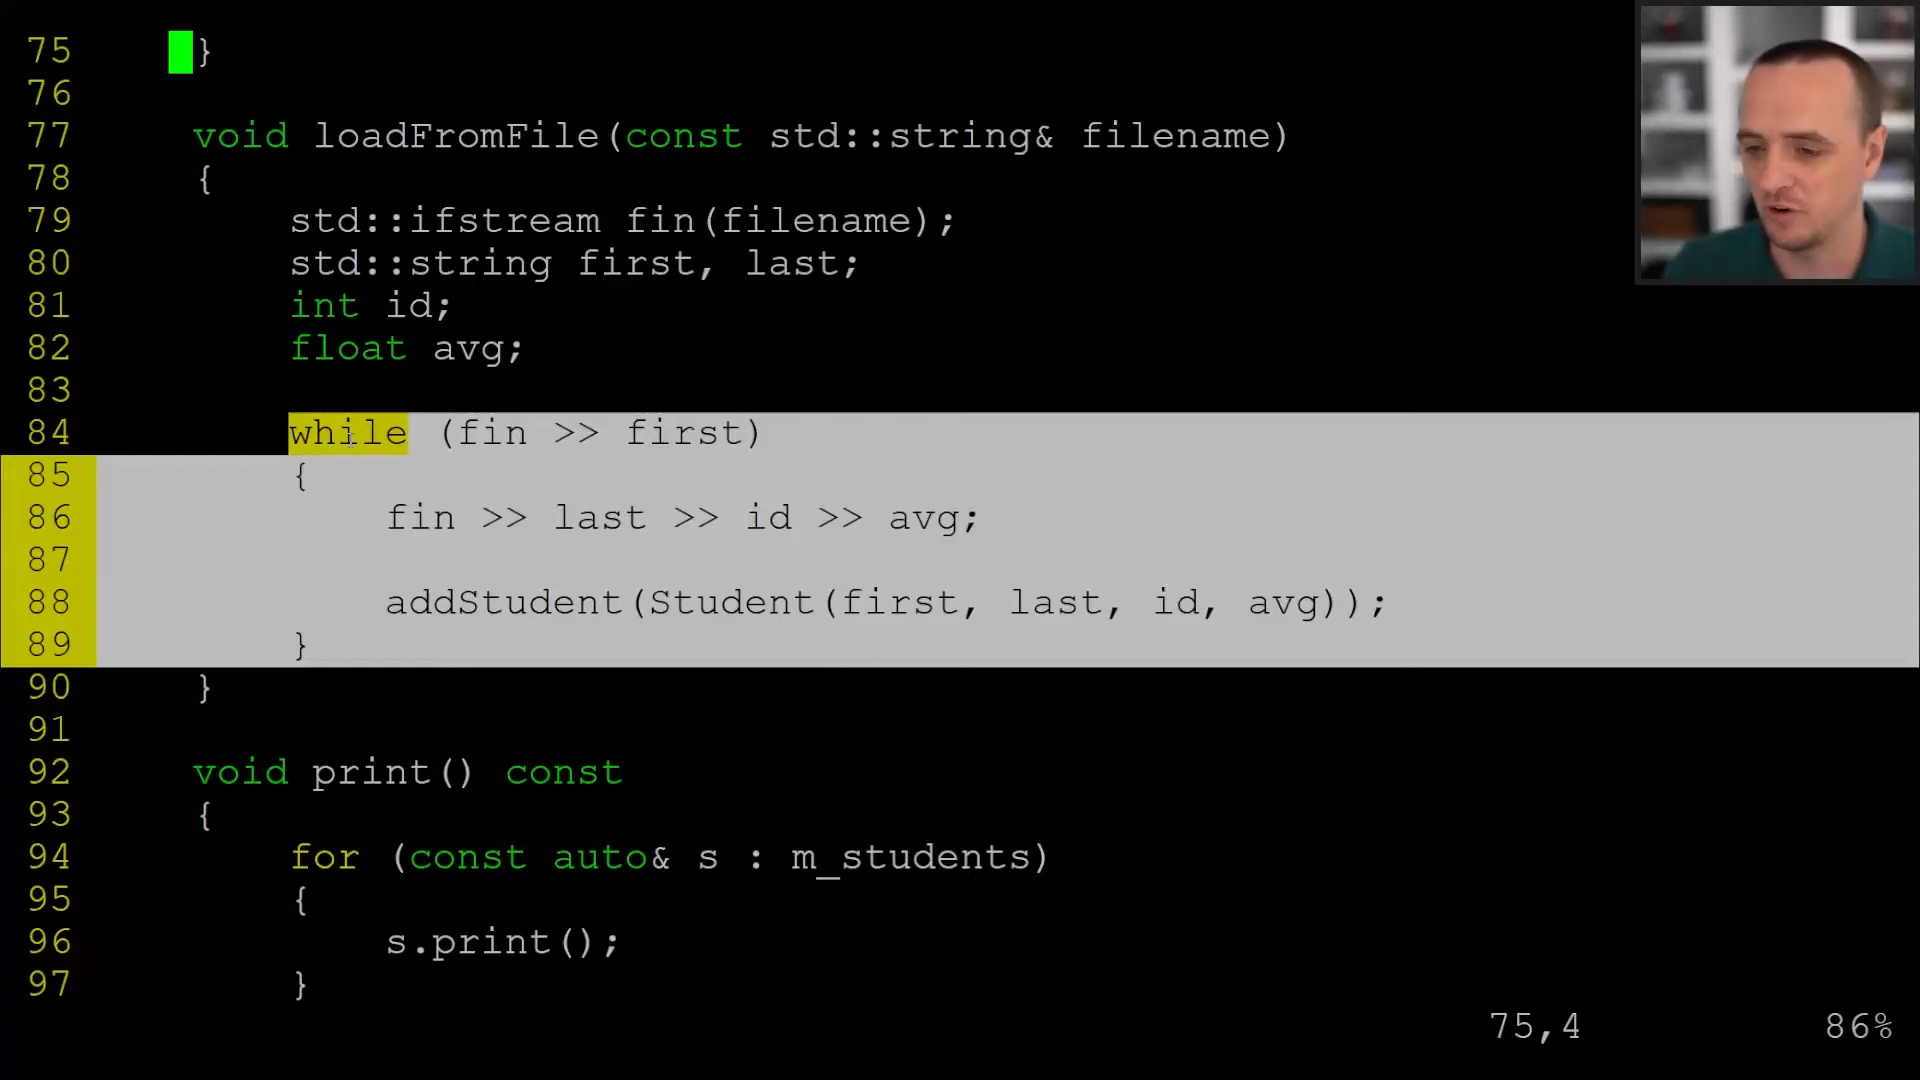 75 }
76
77 void loadFromFile(const std::string& filename)
78 {
79 std::ifstream fin(filename);
80 std::string first, last;
81 int id;
82 float avg;
83
84 while (fin >> first)
85 {
86 fin >> last >> id >> avg;
87
88 addStudent(Student(first, last, id, avg));
89 }
90 }
91
92 void print() const
93 {
94 for (const auto& s : m_students)
95 {
96 s.print();
97 }
75,4 86%